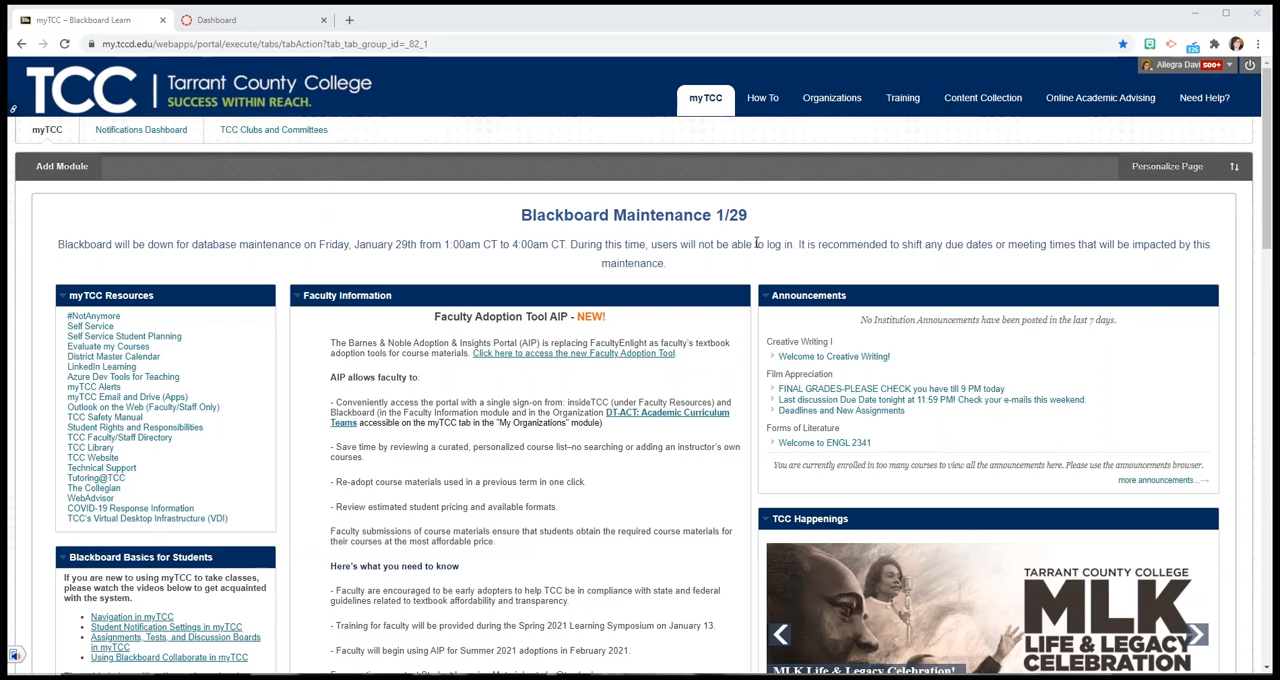 myTCC – Blackboard Learn
Dashboard
my.tccd.edu/webapps/portal/execute/tabs/tabAction?tab_tab_group_id=_82_1
126
Allegra Davi 500+
TCC
Tarrant County College
SUCCESS WITHIN REACH.
myTCC
How To
Organizations
Training
Content Collection
Online Academic Advising
Need Help?
myTCC
Notifications Dashboard
TCC Clubs and Committees
Add Module
Personalize Page
Blackboard Maintenance 1/29
Blackboard will be down for database maintenance on Friday, January 29th from 1:00am CT to 4:00am CT. During this time, users will not be able to log in. It is recommended to shift any due dates or meeting times that will be impacted by this
maintenance.
myTCC Resources
#NotAnymore
Self Service
Self Service Student Planning
Evaluate my Courses
District Master Calendar
LinkedIn Learning
Azure Dev Tools for Teaching
myTCC Alerts
myTCC Email and Drive (Apps)
Outlook on the Web (Faculty/Staff Only)
TCC Safety Manual
Student Rights and Responsibilities
TCC Faculty/Staff Directory
TCC Library
TCC Website
Technical Support
Tutoring@TCC
The Collegian
WebAdvisor
COVID-19 Response Information
TCC's Virtual Desktop Infrastructure (VDI)
Blackboard Basics for Students
If you are new to using myTCC to take classes,
please watch the videos below to get acquainted
with the system.
Navigation in myTCC
Student Notification Settings in myTCC
Assignments, Tests, and Discussion Boards
in myTCC
Using Blackboard Collaborate in myTCC
Faculty Information
Faculty Adoption Tool AIP - NEW!
The Barnes & Noble Adoption & Insights Portal (AIP) is replacing FacultyEnlight as faculty's textbook
adoption tools for course materials. Click here to access the new Faculty Adoption Tool.
AIP allows faculty to:
- Conveniently access the portal with a single sign-on from: insideTCC (under Faculty Resources) and
Blackboard (in the Faculty Information module and in the Organization DT-ACT: Academic Curriculum
Teams accessible on the myTCC tab in the "My Organizations" module)
- Save time by reviewing a curated, personalized course list–no searching or adding an instructor's own
courses.
- Re-adopt course materials used in a previous term in one click.
- Review estimated student pricing and available formats.
Faculty submissions of course materials ensure that students obtain the required course materials for
their courses at the most affordable price.
Here's what you need to know
- Faculty are encouraged to be early adopters to help TCC be in compliance with state and federal
guidelines related to textbook affordability and transparency.
- Training for faculty will be provided during the Spring 2021 Learning Symposium on January 13.
- Faculty will begin using AIP for Summer 2021 adoptions in February 2021.
Announcements
No Institution Announcements have been posted in the last 7 days.
Creative Writing I
Welcome to Creative Writing!
Film Appreciation
FINAL GRADES-PLEASE CHECK you have till 9 PM today
Last discussion Due Date tonight at 11:59 PM! Check your e-mails this weekend.
Deadlines and New Assignments
Forms of Literature
Welcome to ENGL 2341
You are currently enrolled in too many courses to view all the announcements here. Please use the announcements browser.
more announcements...
TCC Happenings
TARRANT COUNTY COLLEGE
MLK
LIFE & LEGACY
CELEBRATION
MLK Life & Legacy Celebration!